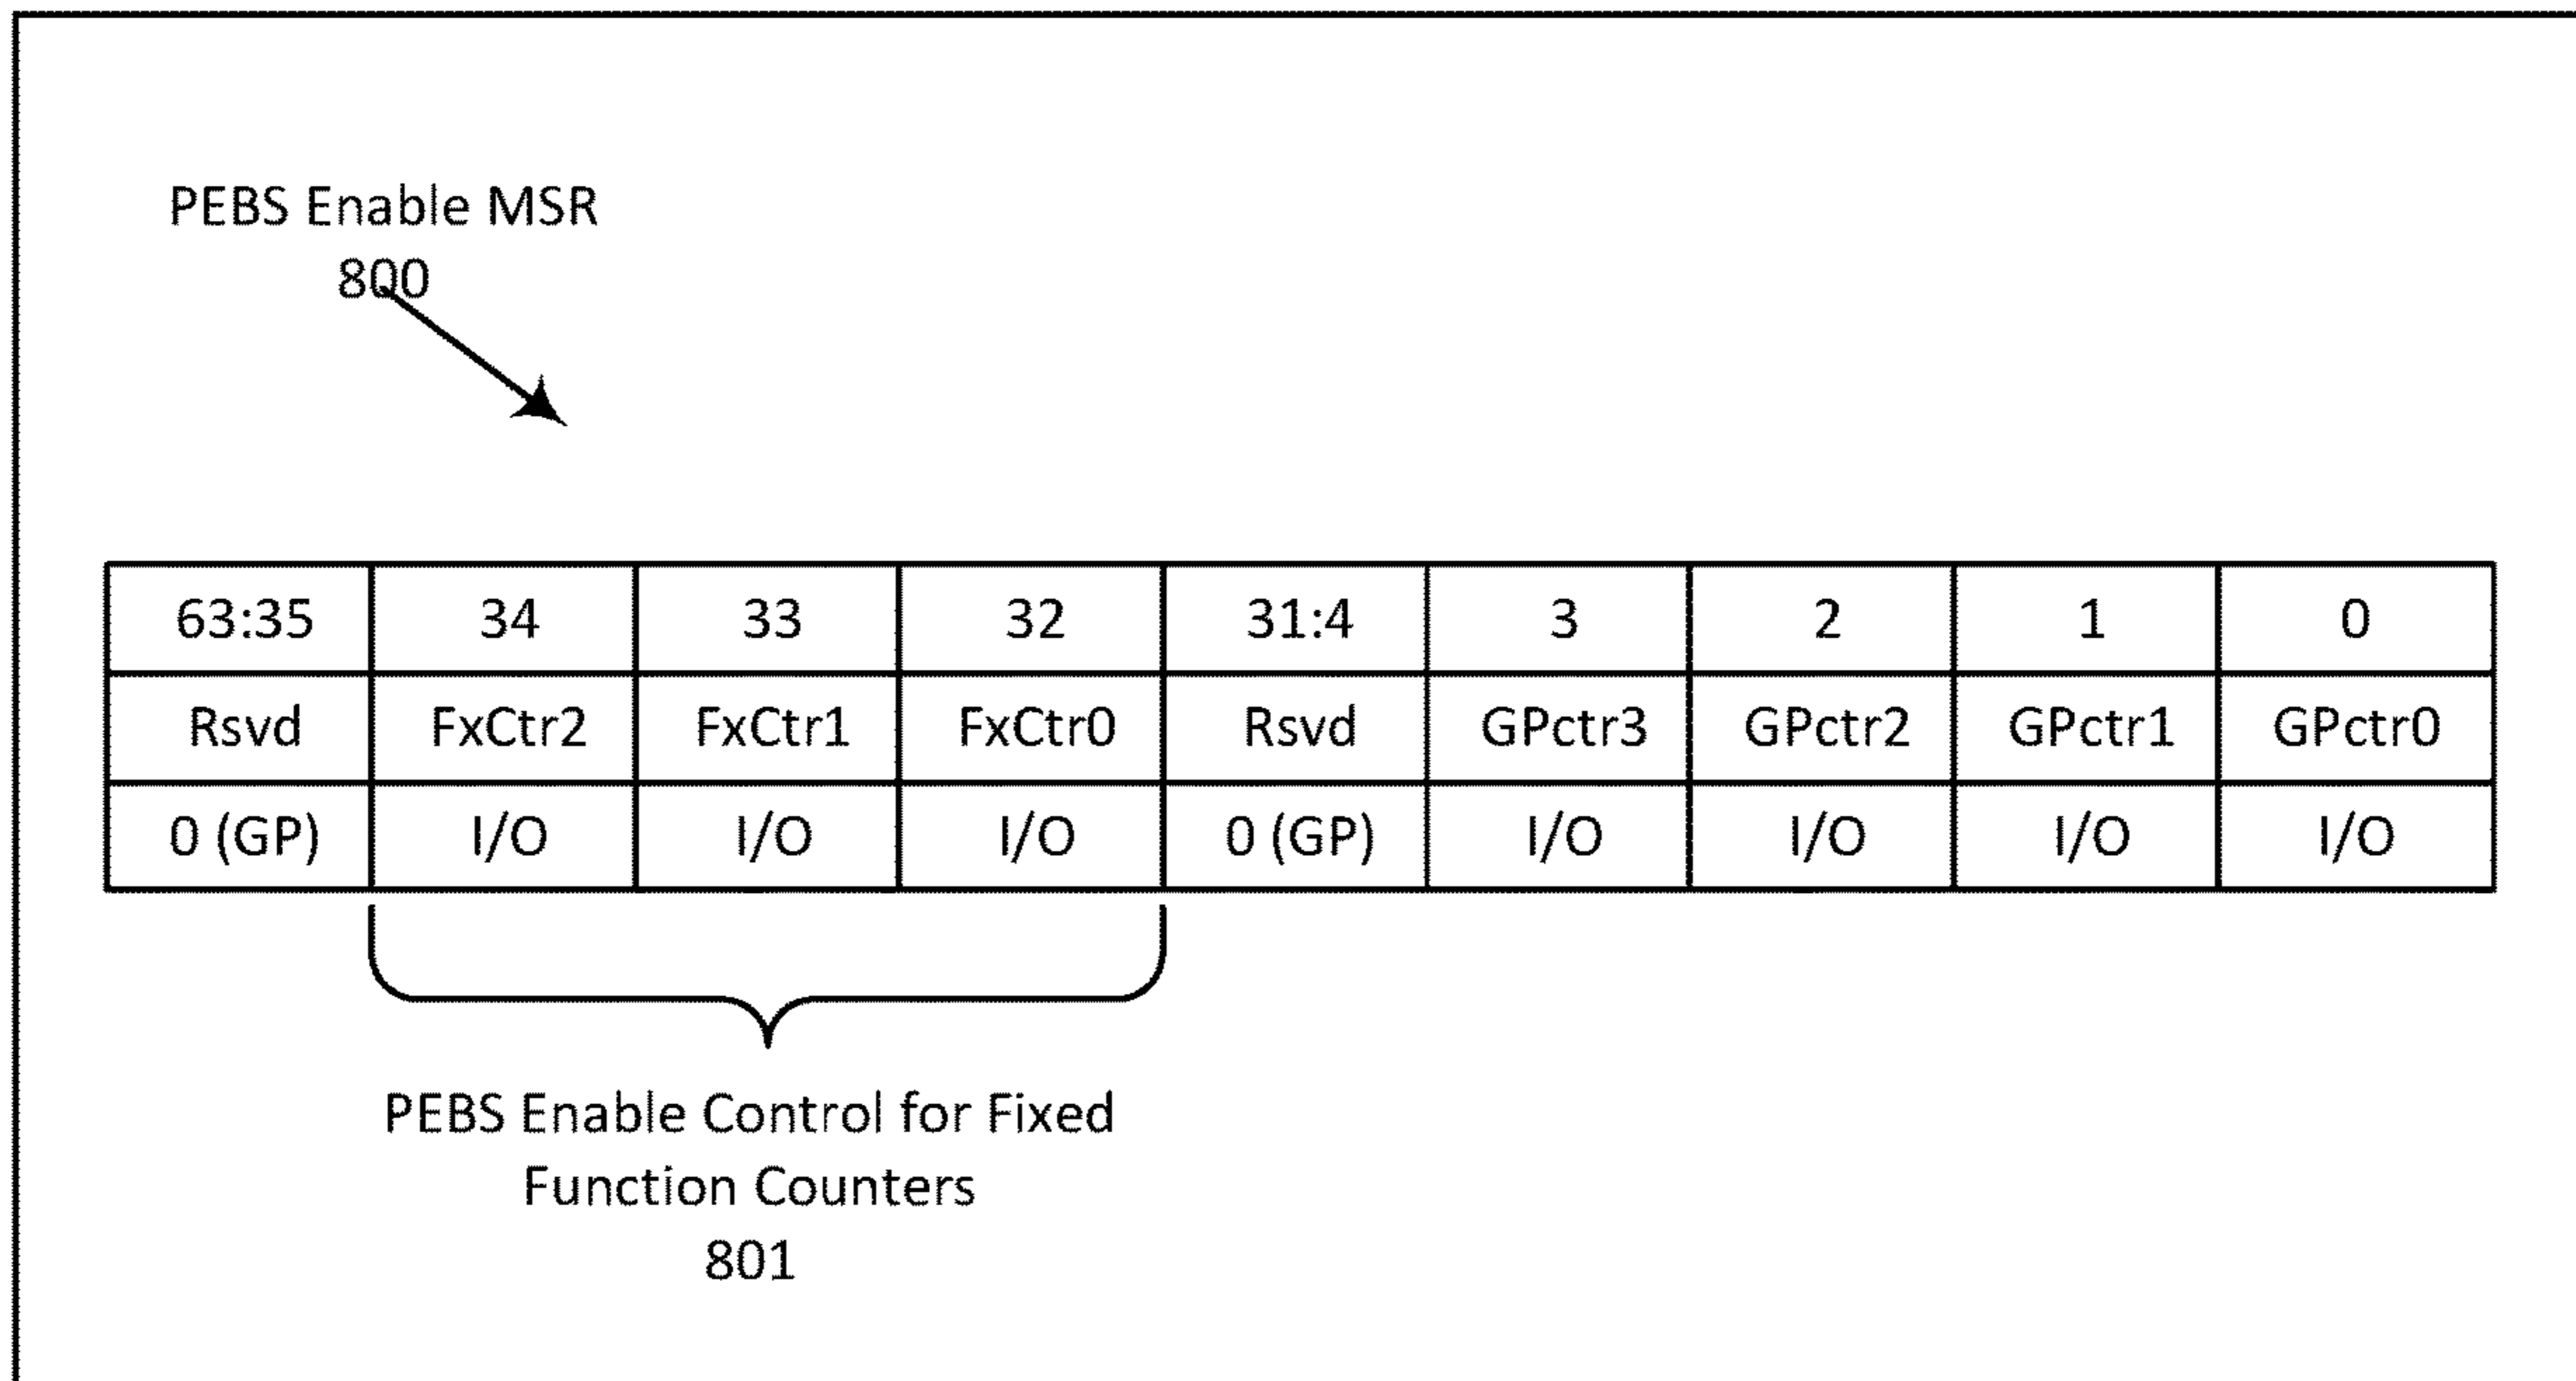 PEBS Enable MSR
800
63:35 34 33 32 31:4 3 2 1 0
Rsvd FxCtr2 FxCtr1 FxCtr0 Rsvd GPctr3 GPctr2 GPctr1 GPctr0
0 (GP) I/O I/O I/O 0 (GP) I/O I/O I/O I/O
PEBS Enable Control for Fixed
Function Counters
801